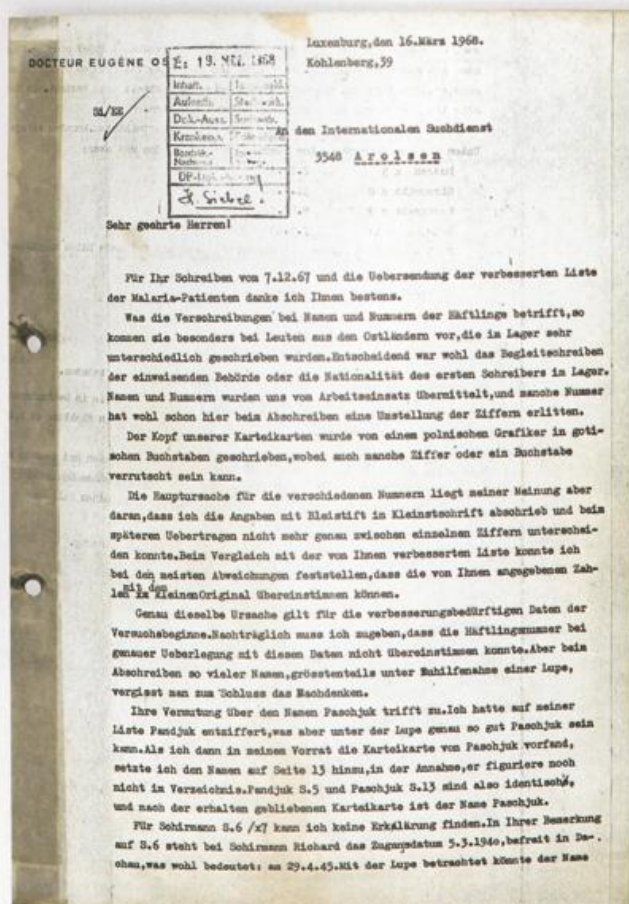 Luxemburg,den 16.März 1968.
DOCTEUR EUGÈNE OS
Kohlenberg,39
E: 19. MRZ. 1968
Inhaft.
Aufenth.
Dok.-Ausw.
Krankenn.
Si/EE
An den Internationalen Suchdienst
3548 Arolsen
Sehr geehrte Herren!
Für Ihr Schreiben vom 7.12.67 und die Uebersendung der verbesserten Liste
der Malaria-Patienten danke ich Ihnen bestens.
Was die Verschreibungen bei Namen und Nummern der Häftlinge betrifft,so
kommen sie besonders bei Leuten aus den Ostländern vor,die im Lager sehr
unterschiedlich geschrieben wurden.Entscheidend war wohl das Begleitschreiben
der einweisenden Behörde oder die Nationalität des ersten Schreibers im Lager.
Namen und Nummern wurden uns vom Arbeitseinsatz übermittelt,und manche Nummer
hat wohl schon hier beim Abschreiben eine Umstellung der Ziffern erlitten.
Der Kopf unserer Karteikarten wurde von einem polnischen Grafiker in goti-
schen Buchstaben geschrieben,wobei auch manche Ziffer oder ein Buchstabe
verrutscht sein kann.
Die Hauptursache für die verschiedenen Nummern liegt meiner Meinung aber
daran,dass ich die Angaben mit Bleistift in Kleinstschrift abschrieb und beim
späteren Uebertragen nicht mehr genau zwischen einzelnen Ziffern unterschei-
den konnte.Beim Vergleich mit der von Ihnen verbesserten Liste konnte ich
bei den meisten Abweichungen feststellen,dass die von Ihnen angegebenen Zah-
mit dem
len im kleinenOriginal übereinstimmen können.
Genau dieselbe Ursache gilt für die verbesserungsbedürftigen Daten der
Versuchsbeginne.Nachträglich muss ich zugeben,dass die Häftlingsnummer bei
genauer Ueberlegung mit diesen Daten nicht übereinstimmen konnte.Aber beim
Abschreiben so vieler Namen,grösstenteils unter Zuhilfenahme einer Lupe,
vergisst man zum Schluss das Nachdenken.
Ihre Vermutung über den Namen Paschjuk trifft zu.Ich hatte auf meiner
Liste Pandjuk entziffert,was aber unter der Lupe genau so gut Paschjuk sein
kann.Als ich dann in meinem Vorrat die Karteikarte von Paschjuk vorfand,
setzte ich den Namen auf Seite 13 hinzu,in der Annahme,er figuriere noch
nicht im Verzeichnis.Pandjuk S.5 und Paschjuk S.13 sind also identisch,
und nach der erhalten gebliebenen Karteikarte ist der Name Paschjuk.
Für Schirmann S.6 /x7 kann ich keine Erklärung finden.In Ihrer Bemerkung
auf S.6 steht bei Schirmann Richard das Zugangsdatum 5.3.1940,befreit in Da-
chau,was wohl bedeutet: am 29.4.45.Mit der Lupe betrachtet könnte der Name